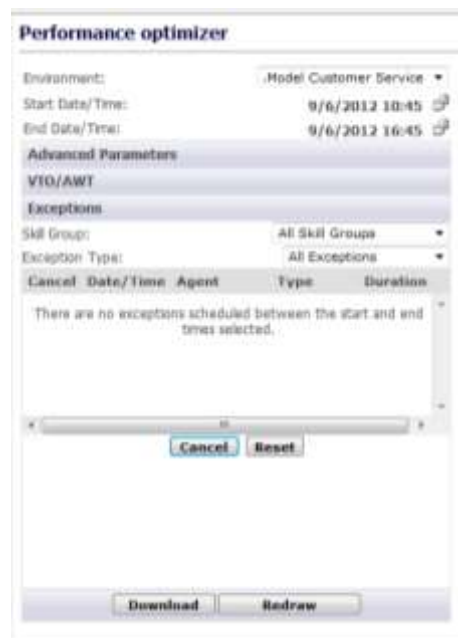 Performance optimizer
Environment: .Model Customer Service
Start Date/Time: 9/6/2012 10:45
End Date/Time: 9/6/2012 16:45
Advanced Parameters
VTO/AWT
Exceptions
Skill Group: All Skill Groups
Exception Type: All Exceptions
Cancel Date/Time Agent Type Duration
There are no exceptions scheduled between the start and end
times selected.
Cancel Reset
Download Redraw